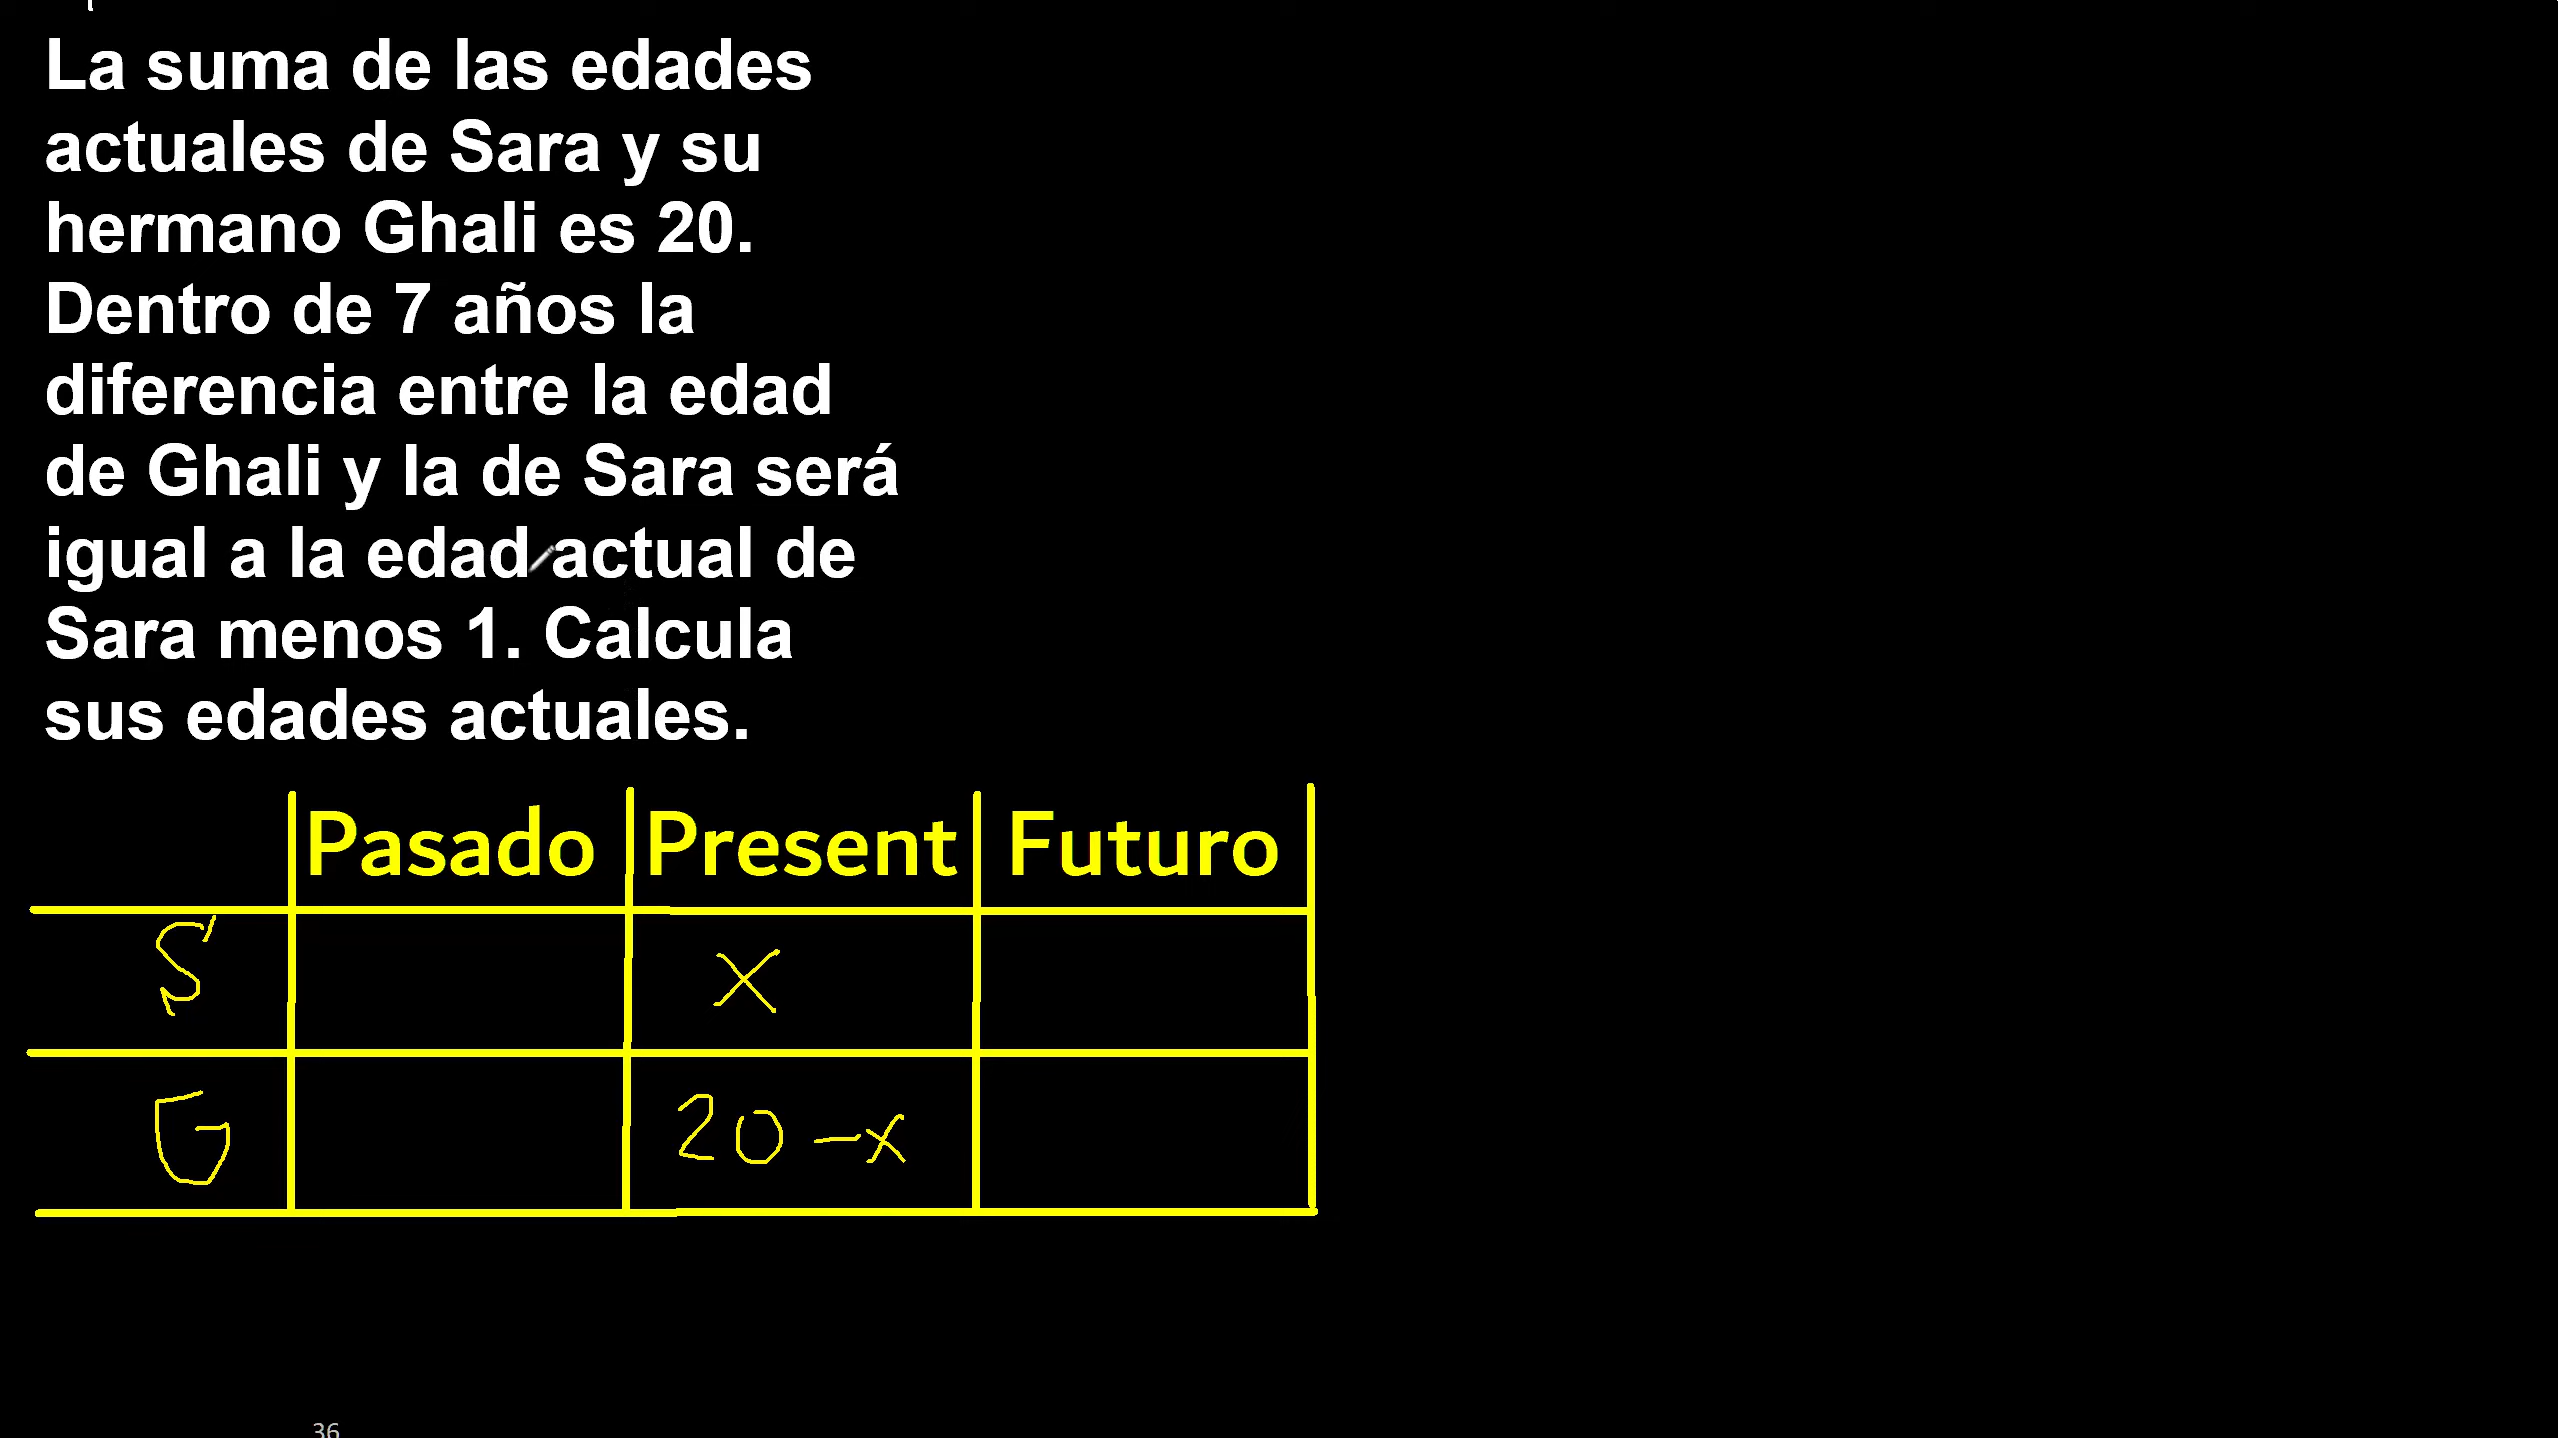 La suma de las edades
actuales de Sara y su
hermano Ghali es 20.
Dentro de 7 años la
diferencia entre la edad
de Ghali y la de Sara será
igual a la edad actual de
Sara menos 1. Calcula
sus edades actuales.
Pasado Present Futuro
S x
G 20-x
36